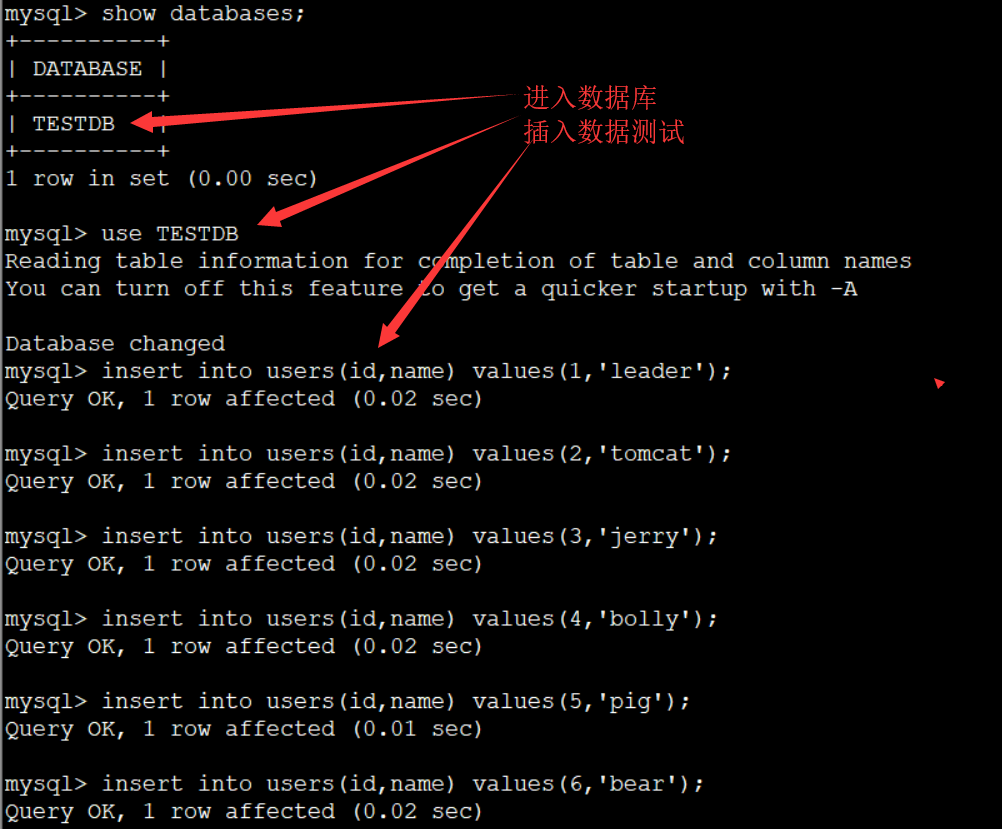 mysql> show databases;
+----------+
| DATABASE |
+----------+
| TESTDB |
+----------+
1 row in set (0.00 sec)
进入数据库
插入数据测试
mysql> use TESTDB
Reading table information for completion of table and column names
You can turn off this feature to get a quicker startup with -A
Database changed
mysql> insert into users(id,name) values(1,'leader');
Query OK, 1 row affected (0.02 sec)
mysql> insert into users(id,name) values(2,'tomcat');
Query OK, 1 row affected (0.02 sec)
mysql> insert into users(id,name) values(3,'jerry');
Query OK, 1 row affected (0.02 sec)
mysql> insert into users(id,name) values(4,'bolly');
Query OK, 1 row affected (0.02 sec)
mysql> insert into users(id,name) values(5,'pig');
Query OK, 1 row affected (0.01 sec)
mysql> insert into users(id,name) values(6,'bear');
Query OK, 1 row affected (0.02 sec)